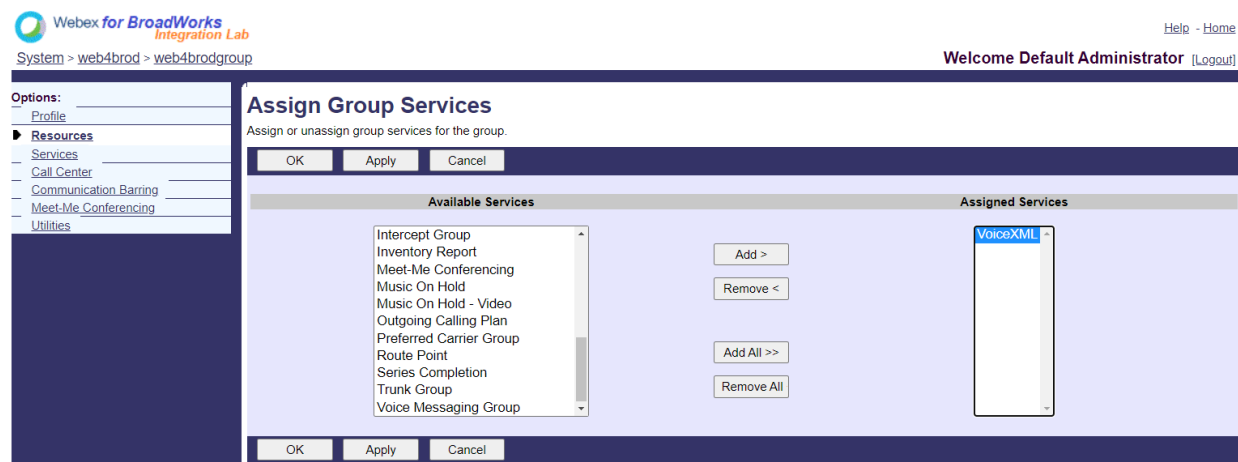 Webex for BroadWorks
Integration Lab
Help - Home
System > web4brod > web4brodgroup
Welcome Default Administrator [Logout]
Options:
Profile
Resources
Services
Call Center
Communication Barring
Meet-Me Conferencing
Utilities
Assign Group Services
Assign or unassign group services for the group.
OK Apply Cancel
Available Services Assigned Services
Intercept Group
Inventory Report
Meet-Me Conferencing
Music On Hold
Music On Hold - Video
Outgoing Calling Plan
Preferred Carrier Group
Route Point
Series Completion
Trunk Group
Voice Messaging Group
Add >
Remove <
Add All >>
Remove All
VoiceXML
OK Apply Cancel